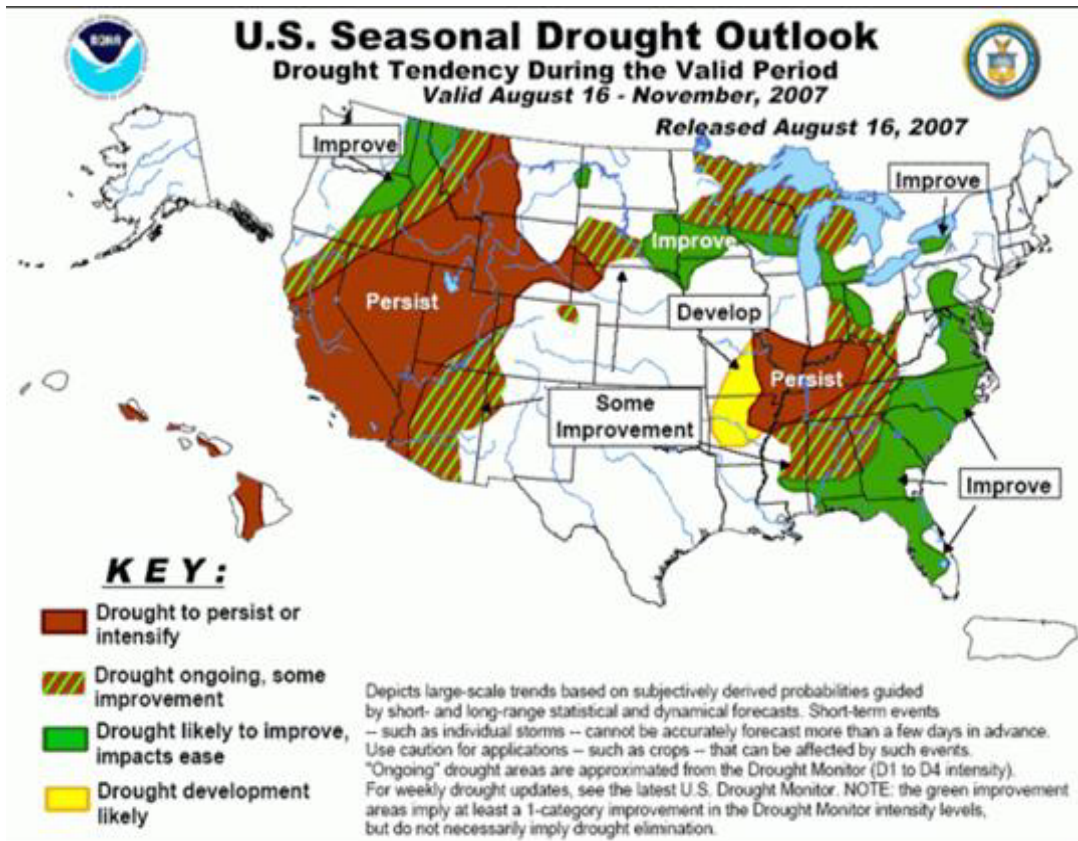 NOAA
U.S. Seasonal Drought Outlook
Drought Tendency During the Valid Period
Valid August 16 - November, 2007
Released August 16, 2007
Improve
Improve
Improve
Develop
Persist
Persist
Some
Improvement
Improve
KEY:
Drought to persist or
intensify
Drought ongoing, some
improvement
Drought likely to improve,
impacts ease
Drought development
likely
Depicts large-scale trends based on subjectively derived probabilities guided
by short- and long-range statistical and dynamical forecasts. Short-term events
-- such as individual storms -- cannot be accurately forecast more than a few days in advance.
Use caution for applications -- such as crops -- that can be affected by such events.
"Ongoing" drought areas are approximated from the Drought Monitor (D1 to D4 intensity).
For weekly drought updates, see the latest U.S. Drought Monitor. NOTE: the green improvement
areas imply at least a 1-category improvement in the Drought Monitor intensity levels,
but do not necessarily imply drought elimination.